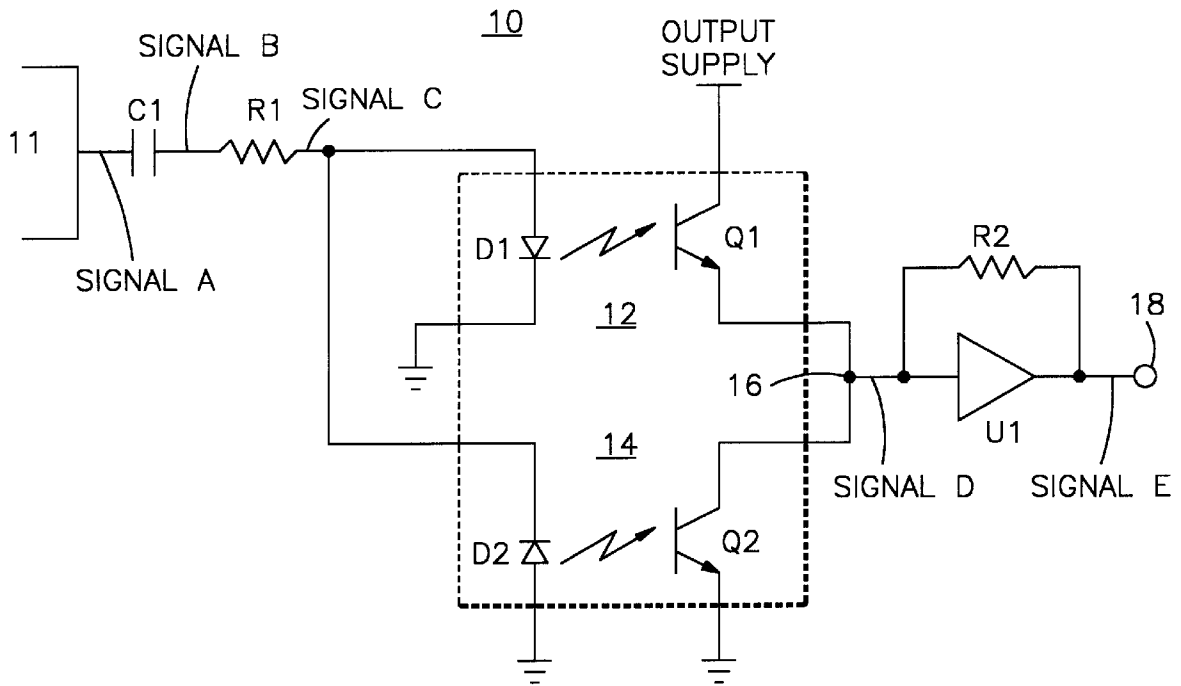 10
OUTPUT
SUPPLY
SIGNAL B
C1
R1
SIGNAL C
11
SIGNAL A
D1
Q1
R2
12
18
16
U1
14
SIGNAL D
SIGNAL E
D2
Q2